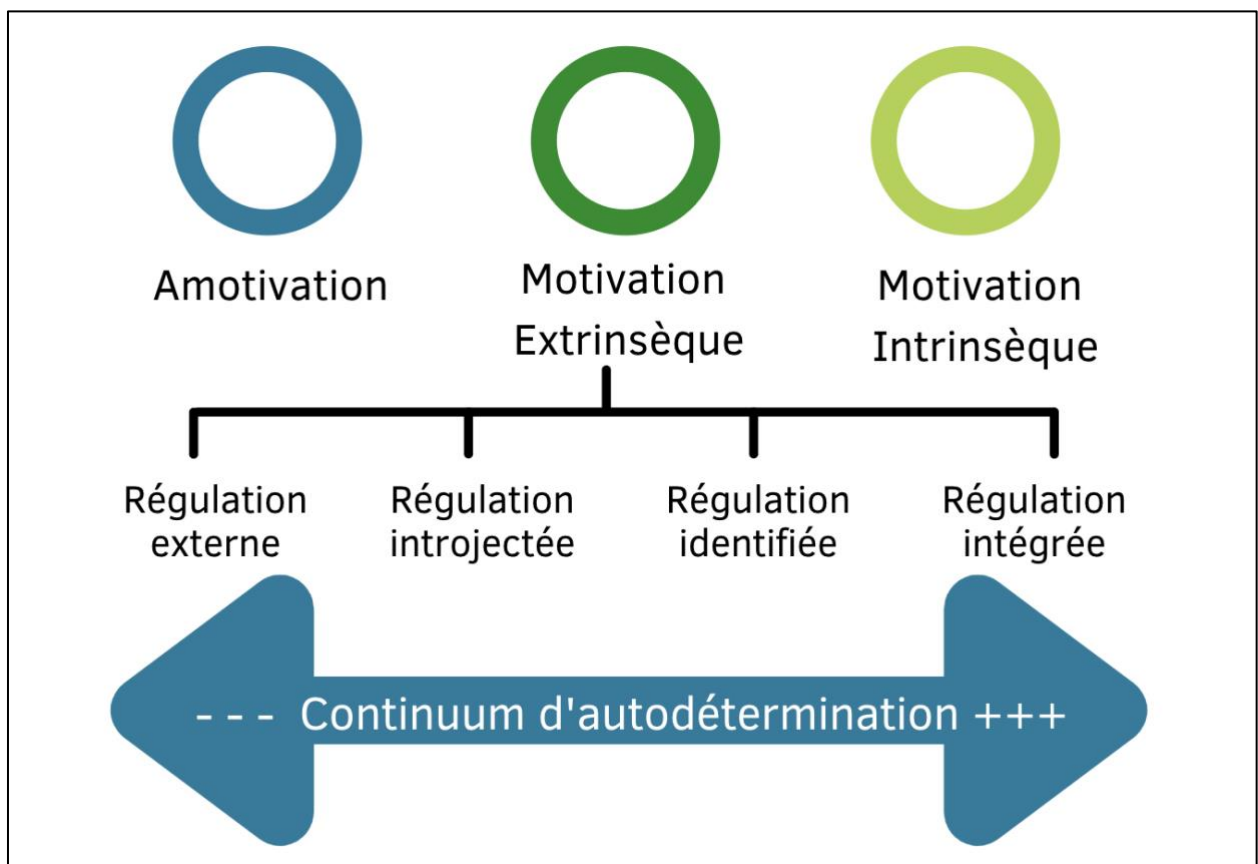 Amotivation
Motivation
Extrinsèque
Motivation
Intrinsèque
Régulation
externe
Régulation
introjectée
Régulation
identifiée
Régulation
intégrée
- - - Continuum d'autodétermination +++